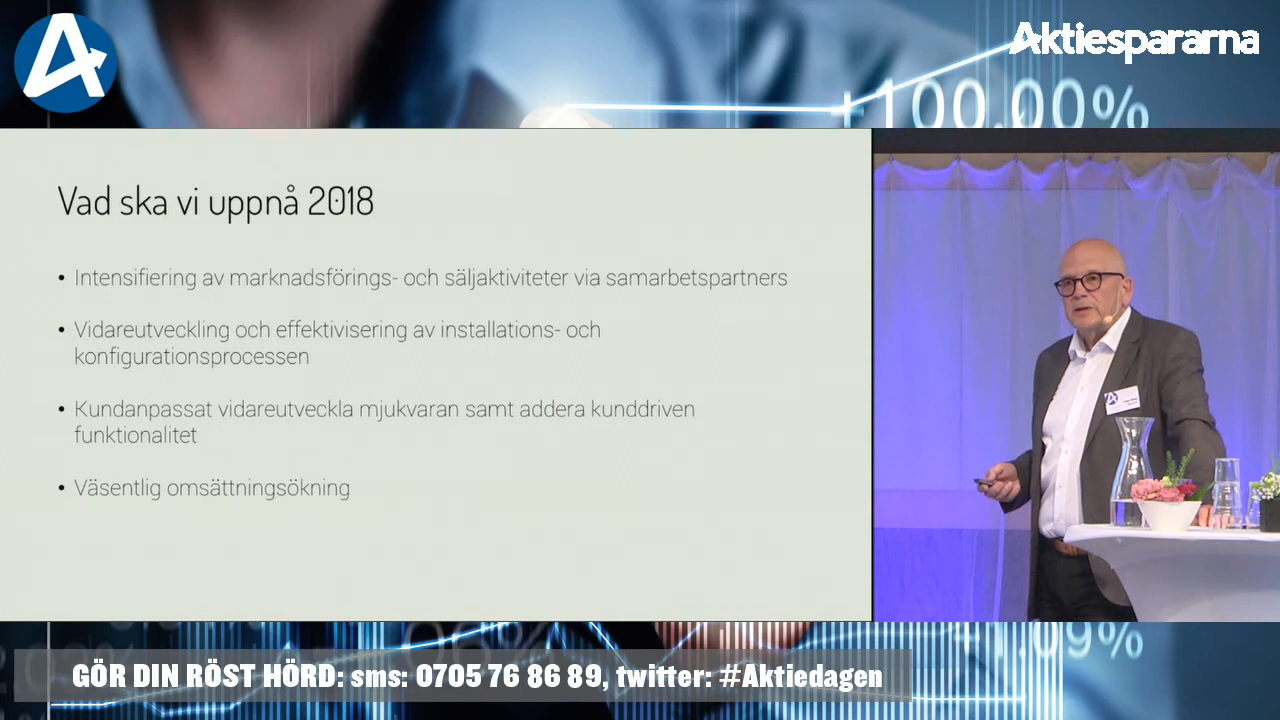 Aktiespararna
+100.00%
Vad ska vi uppnå 2018
• Intensifiering av marknadsförings- och säljaktiviteter via samarbetspartners
• Vidareutveckling och effektivisering av installations- och
konfigurationsprocessen
• Kundanpassat vidareutveckla mjukvaran samt addera kunddriven
funktionalitet
• Väsentlig omsättningsökning
+1.09%
GÖR DIN RÖST HÖRD: sms: 0705 76 86 89, twitter: #Aktiedagen